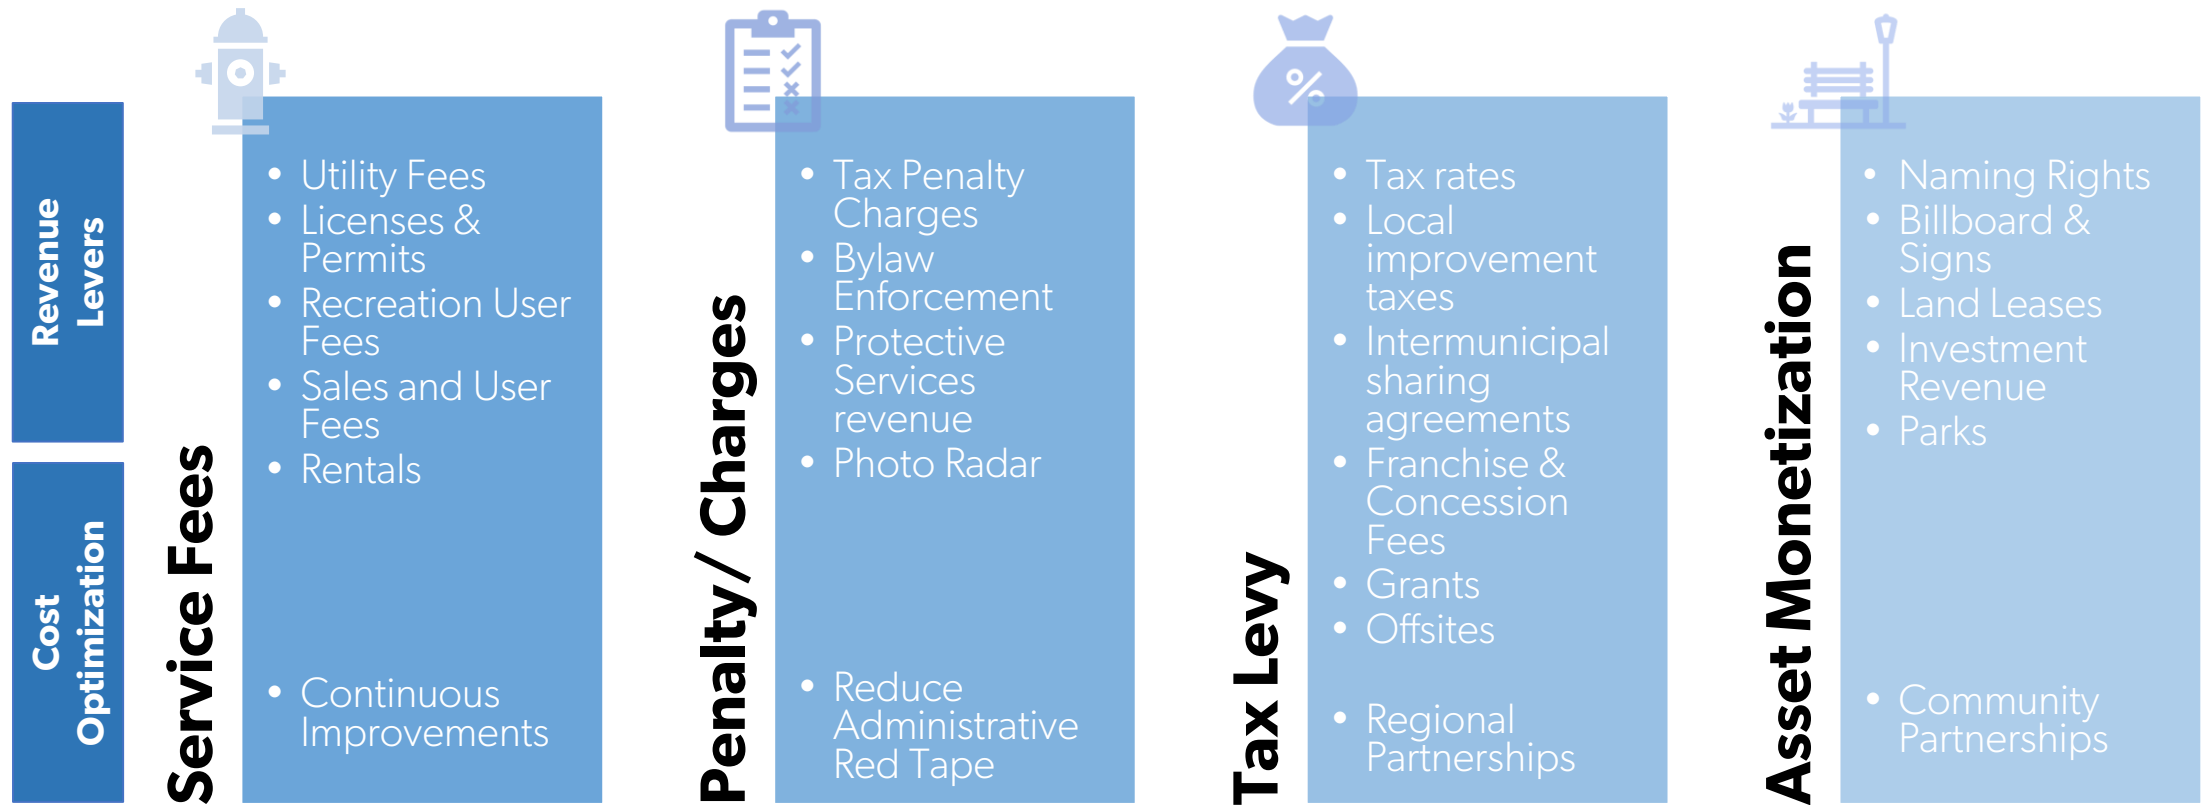 Revenue
Levers
Cost
Optimization
Service Fees
• Utility Fees
• Licenses &
Permits
• Recreation User
Fees
• Sales and User
Fees
• Rentals
• Continuous
Improvements
Penalty/ Charges
• Tax Penalty
Charges
• Bylaw
Enforcement
• Protective
Services
revenue
• Photo Radar
• Reduce
Administrative
Red Tape
Tax Levy
%
• Tax rates
• Local
improvement
taxes
• Intermunicipal
sharing
agreements
• Franchise &
Concession
Fees
• Grants
• Offsites
• Regional
Partnerships
Asset Monetization
• Naming Rights
• Billboard &
Signs
• Land Leases
• Investment
Revenue
• Parks
• Community
Partnerships